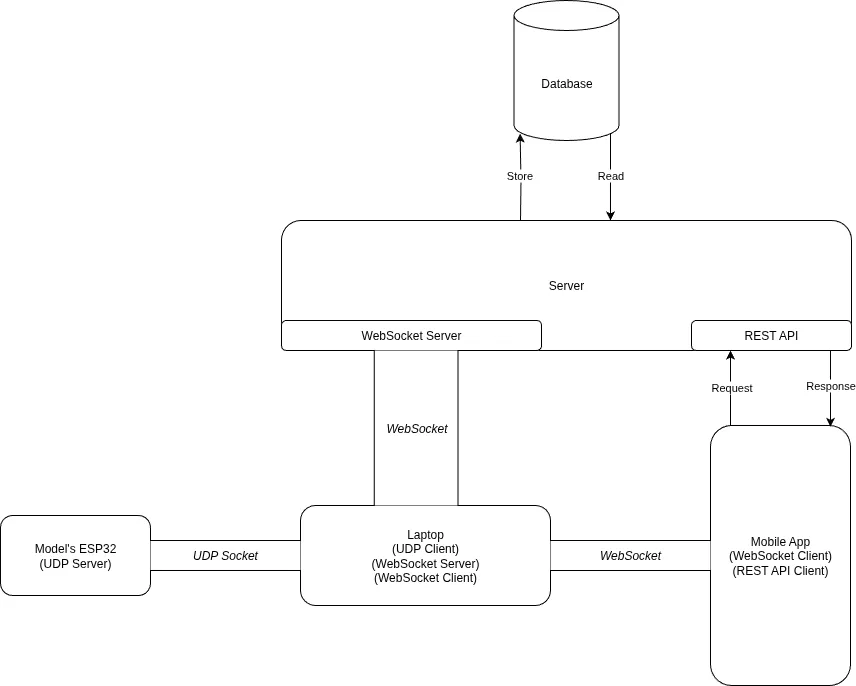 Database
Store
Read
Server
WebSocket Server
REST API
Request
Response
WebSocket
Model's ESP32
(UDP Server)
UDP Socket
Laptop
(UDP Client)
(WebSocket Server)
(WebSocket Client)
WebSocket
Mobile App
(WebSocket Client)
(REST API Client)